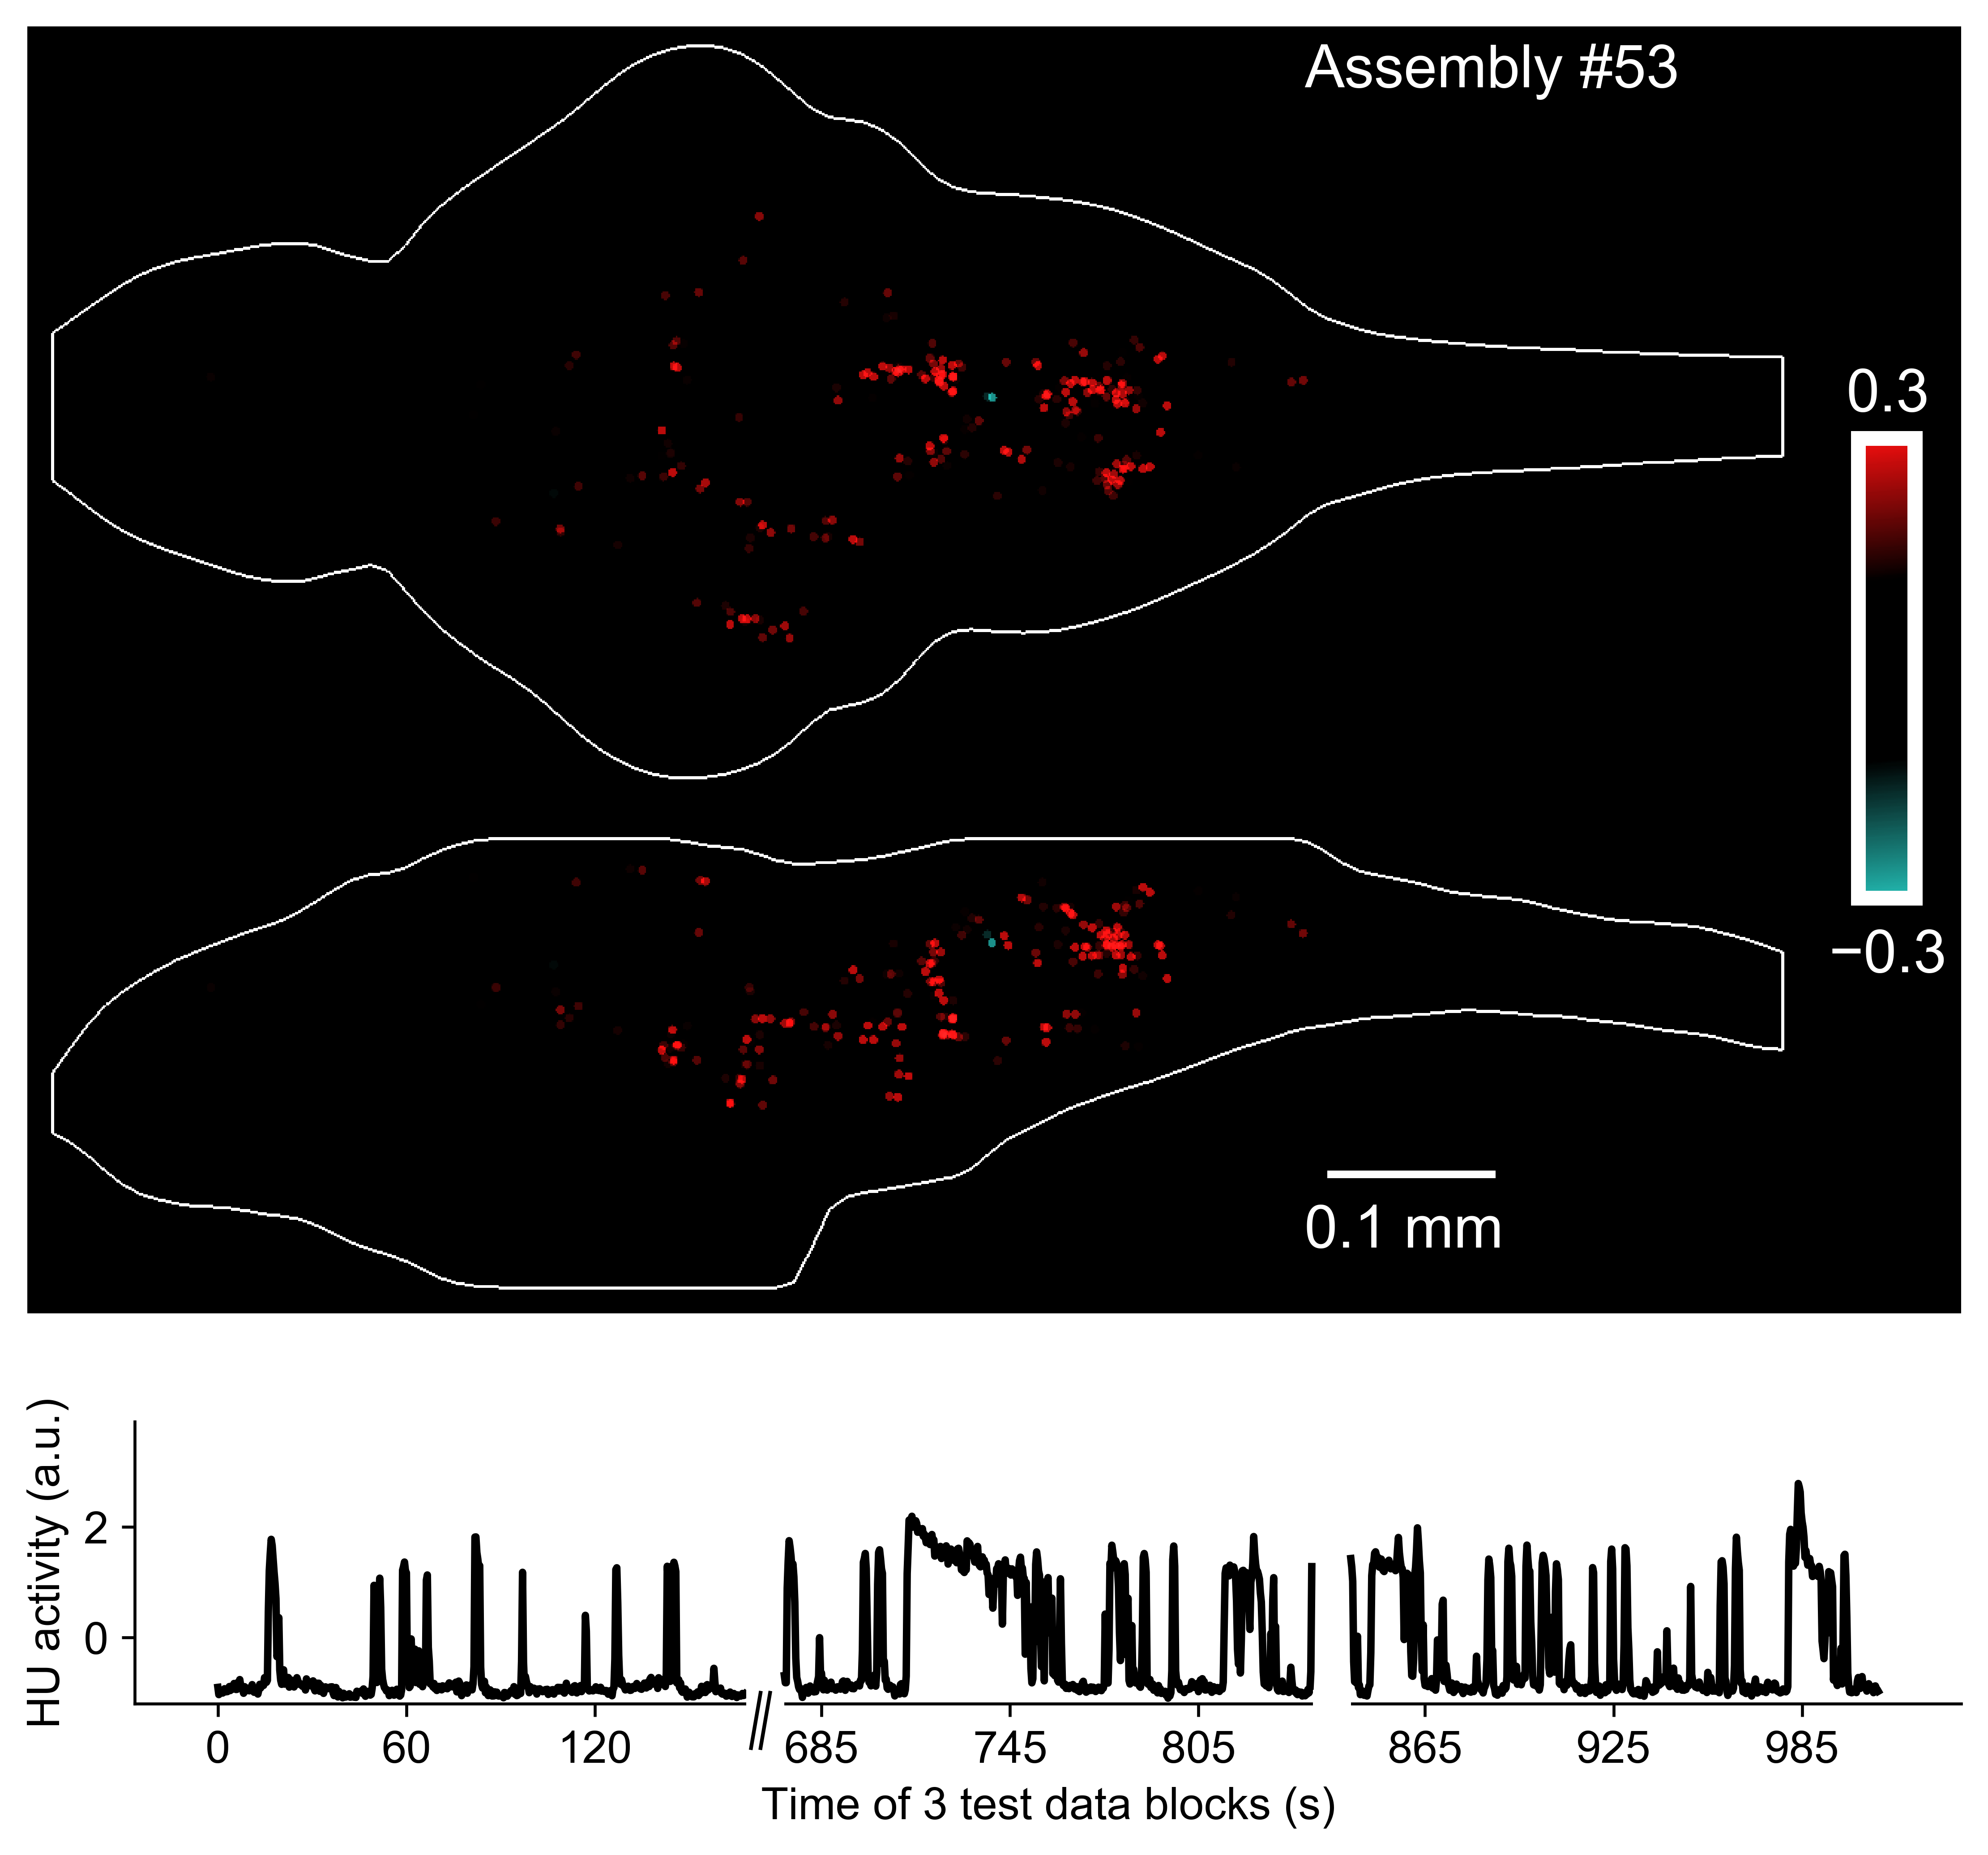 Assembly #53
0.3
−0.3
0.1 mm
HU activity (a.u.)
2
0
0 60 120 685 745 805 865 925 985
Time of 3 test data blocks (s)